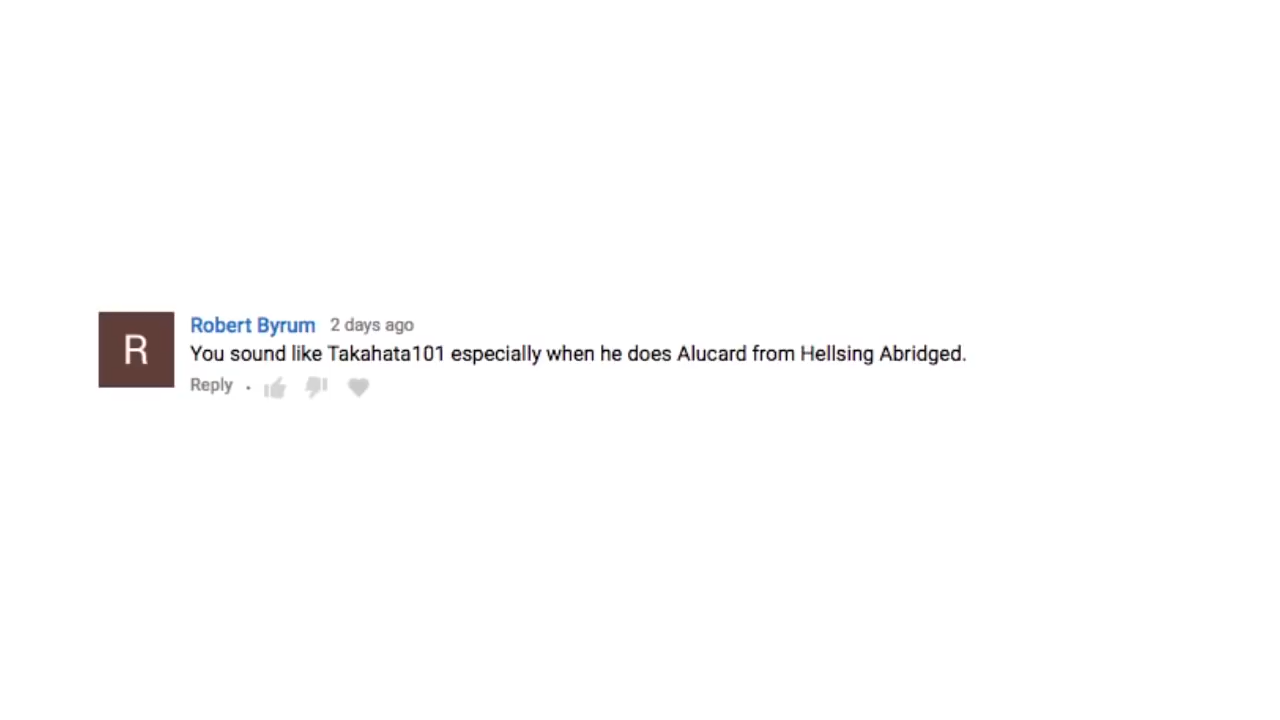 R
Robert Byrum 2 days ago
You sound like Takahata101 especially when he does Alucard from Hellsing Abridged.
Reply ·